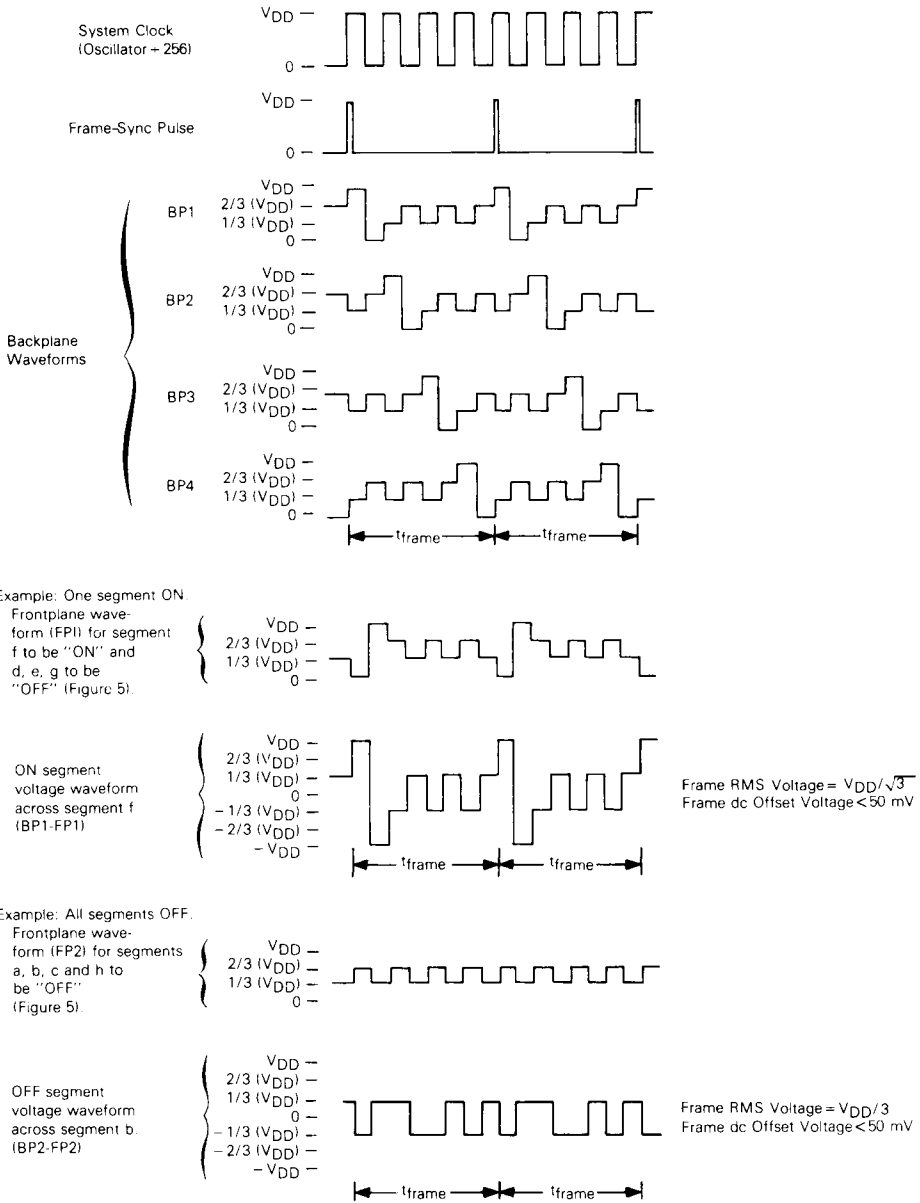 System Clock
(Oscillator ÷ 256)
VDD
0
Frame-Sync Pulse
VDD
0
Backplane
Waveforms
BP1
VDD
2/3 (VDD)
1/3 (VDD)
0
BP2
VDD
2/3 (VDD)
1/3 (VDD)
0
BP3
VDD
2/3 (VDD)
1/3 (VDD)
0
BP4
VDD
2/3 (VDD)
1/3 (VDD)
0
tframe tframe
Example: One segment ON.
Frontplane wave-
form (FPI) for segment
f to be "ON" and
d, e, g to be
"OFF" (Figure 5).
VDD
2/3 (VDD)
1/3 (VDD)
0
ON segment
voltage waveform
across segment f
(BP1-FP1)
VDD
2/3 (VDD)
1/3 (VDD)
0
- 1/3 (VDD)
- 2/3 (VDD)
- VDD
Frame RMS Voltage = VDD/√3
Frame dc Offset Voltage < 50 mV
tframe tframe
Example: All segments OFF.
Frontplane wave-
form (FP2) for segments
a, b, c and h to
be "OFF"
(Figure 5).
VDD
2/3 (VDD)
1/3 (VDD)
0
OFF segment
voltage waveform
across segment b.
(BP2-FP2)
VDD
2/3 (VDD)
1/3 (VDD)
0
- 1/3 (VDD)
- 2/3 (VDD)
- VDD
Frame RMS Voltage = VDD/3
Frame dc Offset Voltage < 50 mV
tframe tframe